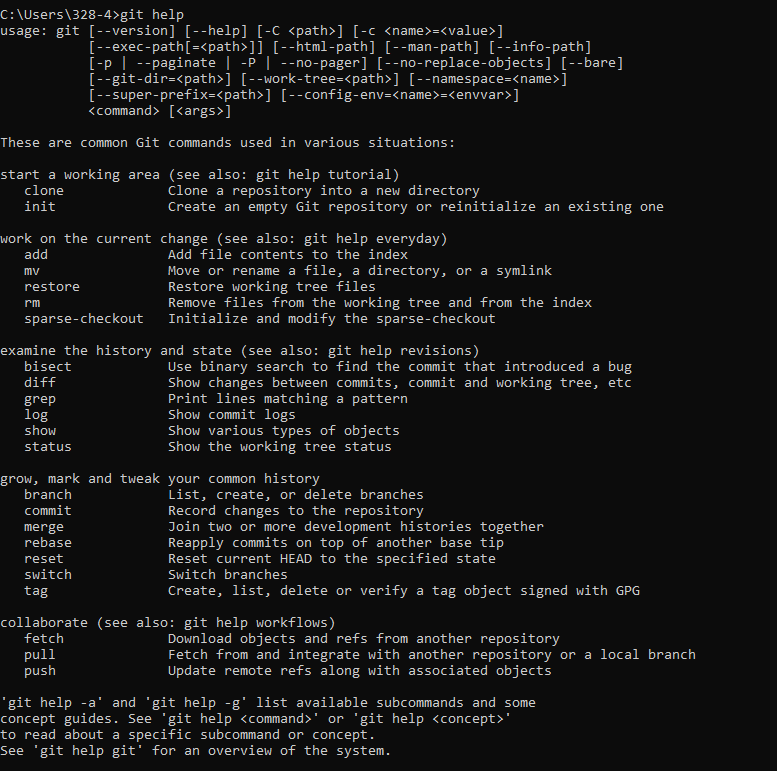 C:\Users\328-4>git help
usage: git [--version] [--help] [-C <path>] [-c <name>=<value>]
           [--exec-path[=<path>]] [--html-path] [--man-path] [--info-path]
           [-p | --paginate | -P | --no-pager] [--no-replace-objects] [--bare]
           [--git-dir=<path>] [--work-tree=<path>] [--namespace=<name>]
           [--super-prefix=<path>] [--config-env=<name>=<envvar>]
           <command> [<args>]

These are common Git commands used in various situations:

start a working area (see also: git help tutorial)
   clone             Clone a repository into a new directory
   init              Create an empty Git repository or reinitialize an existing one

work on the current change (see also: git help everyday)
   add               Add file contents to the index
   mv                Move or rename a file, a directory, or a symlink
   restore           Restore working tree files
   rm                Remove files from the working tree and from the index
   sparse-checkout   Initialize and modify the sparse-checkout

examine the history and state (see also: git help revisions)
   bisect            Use binary search to find the commit that introduced a bug
   diff              Show changes between commits, commit and working tree, etc
   grep              Print lines matching a pattern
   log               Show commit logs
   show              Show various types of objects
   status            Show the working tree status

grow, mark and tweak your common history
   branch            List, create, or delete branches
   commit            Record changes to the repository
   merge             Join two or more development histories together
   rebase            Reapply commits on top of another base tip
   reset             Reset current HEAD to the specified state
   switch            Switch branches
   tag               Create, list, delete or verify a tag object signed with GPG

collaborate (see also: git help workflows)
   fetch             Download objects and refs from another repository
   pull              Fetch from and integrate with another repository or a local branch
   push              Update remote refs along with associated objects

'git help -a' and 'git help -g' list available subcommands and some
concept guides. See 'git help <command>' or 'git help <concept>'
to read about a specific subcommand or concept.
See 'git help git' for an overview of the system.